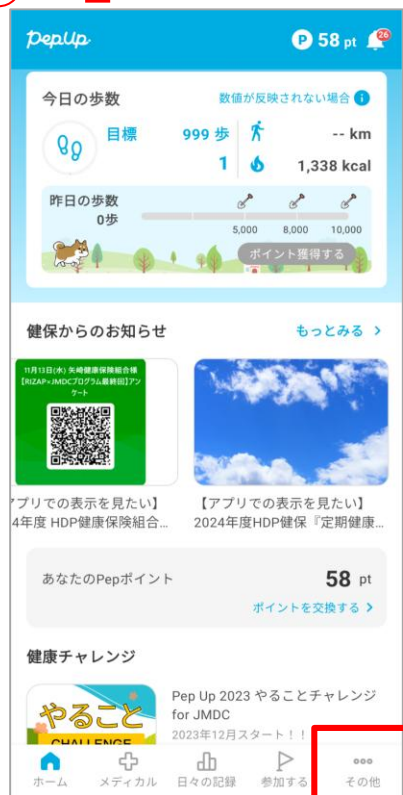 PepUp
P 58 pt 26
今日の歩数
数値が反映されない場合
目標 999 歩
-- km
1
1,338 kcal
昨日の歩数
0歩
5,000 8,000 10,000
ポイント獲得する
健保からのお知らせ
もっとみる >
11月13日(水) 矢崎健康保険組合様
【RIZAP×JMDCプログラム最終回】アン
ケート
プリでの表示を見たい】
4年度 HDP健康保険組合...
【アプリでの表示を見たい】
2024年度HDP健保『定期健康...
あなたのPepポイント
58 pt
ポイントを交換する >
健康チャレンジ
やること
CHALLENGE
Pep Up 2023 やることチャレンジ
for JMDC
2023年12月スタート！！
ホーム
メディカル
日々の記録
参加する
その他